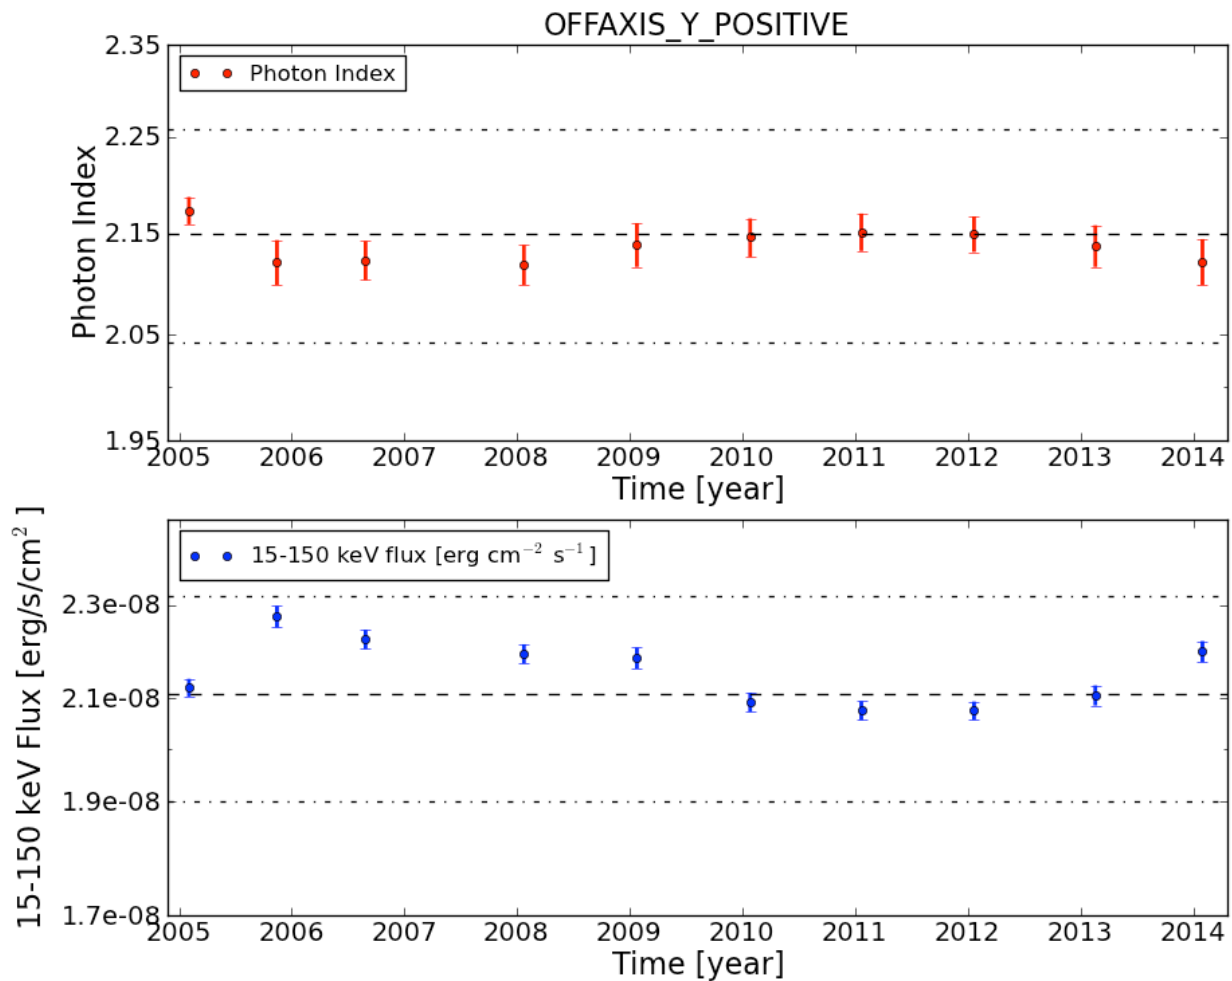 OFFAXIS_Y_POSITIVE
2.35
2.25
2.15
2.05
1.95
Photon Index
Photon Index
2005 2006 2007 2008 2009 2010 2011 2012 2013 2014
Time [year]
15-150 keV flux [erg cm⁻² s⁻¹]
2.3e-08
2.1e-08
1.9e-08
1.7e-08
15-150 keV Flux [erg/s/cm² ]
2005 2006 2007 2008 2009 2010 2011 2012 2013 2014
Time [year]